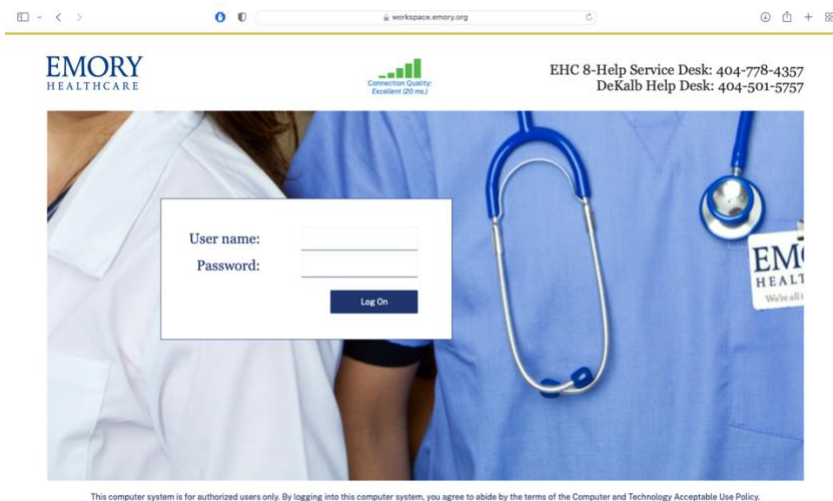 workspace.emory.org
EMORY
HEALTHCARE
Connection Quality:
Excellent (20 ms.)
EHC 8-Help Service Desk: 404-778-4357
DeKalb Help Desk: 404-501-5757
User name:
Password:
Log On
EM
HEALT
We're all
This computer system is for authorized users only. By logging into this computer system, you agree to abide by the terms of the Computer and Technology Acceptable Use Policy.